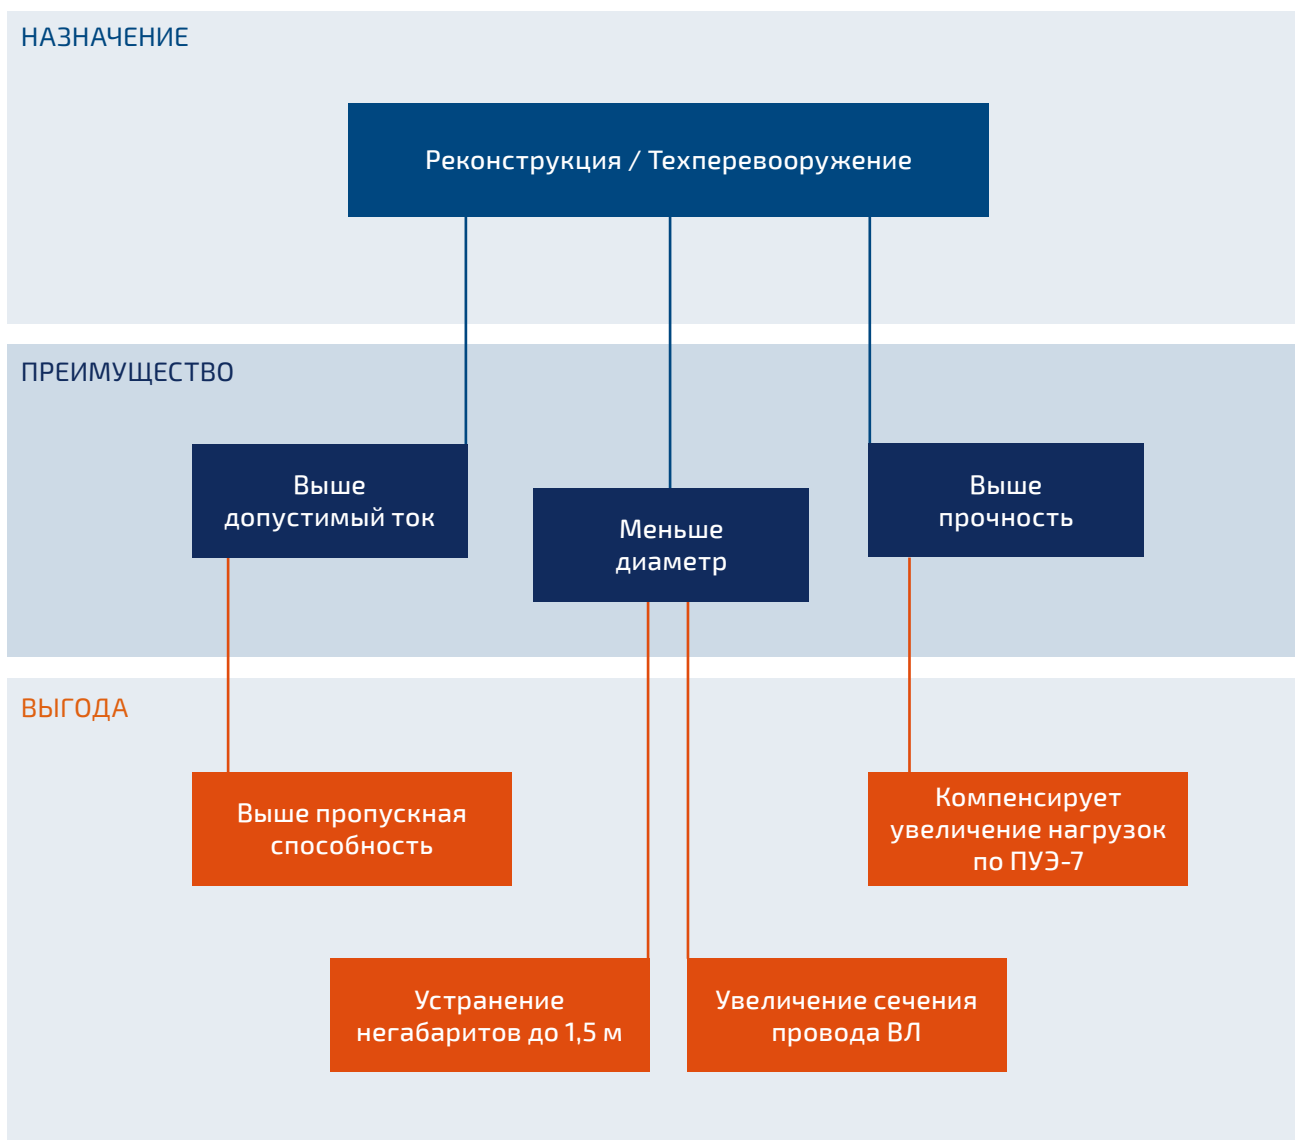 НАЗНАЧЕНИЕ
Реконструкция / Техперевооружение
ПРЕИМУЩЕСТВО
Выше
допустимый ток
Меньше
диаметр
Выше
прочность
ВЫГОДА
Выше пропускная
способность
Компенсирует
увеличение нагрузок
по ПУЭ-7
Устранение
негабаритов до 1,5 м
Увеличение сечения
провода ВЛ